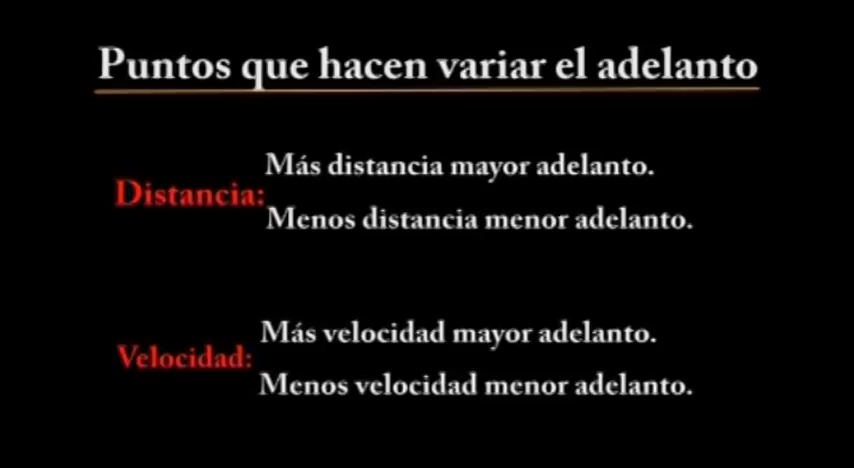 Puntos que hacen variar el adelanto
Más distancia mayor adelanto.
Distancia:
Menos distancia menor adelanto.
Más velocidad mayor adelanto.
Velocidad:
Menos velocidad menor adelanto.